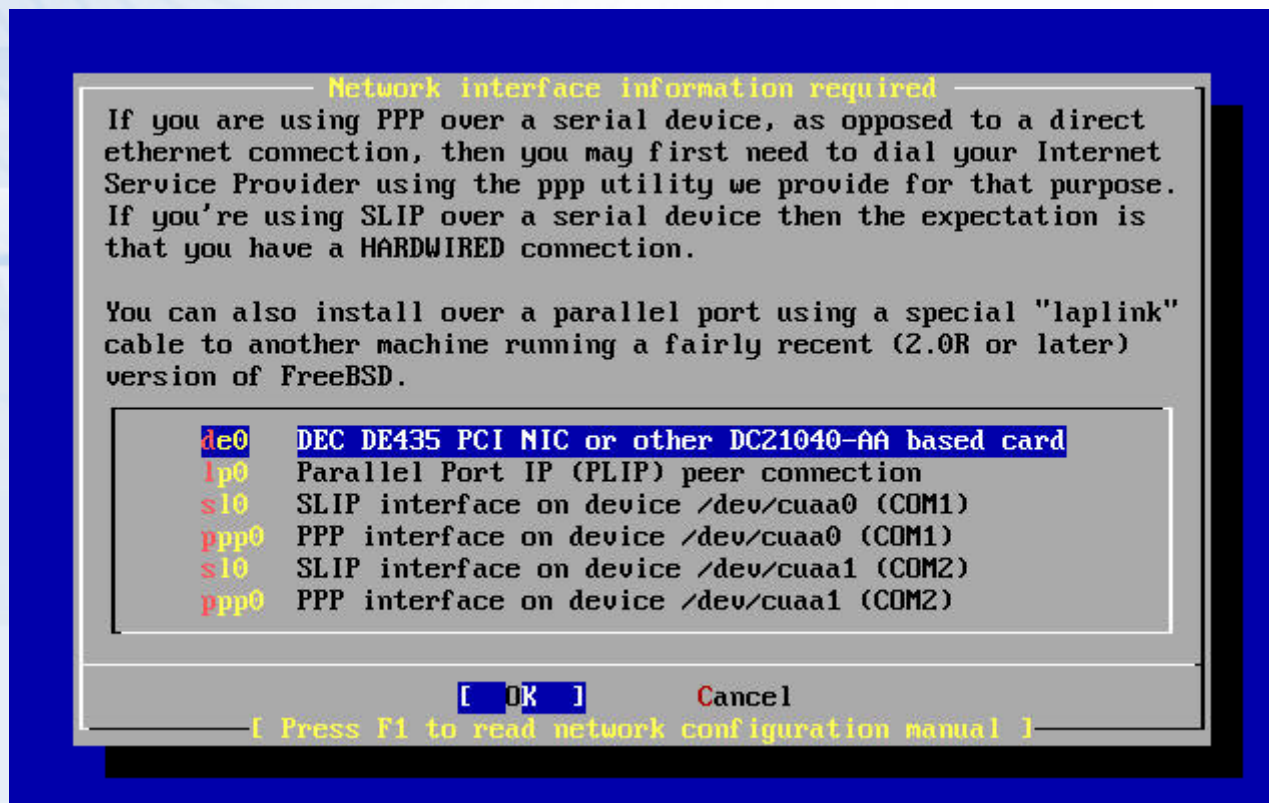 Network interface information required
If you are using PPP over a serial device, as opposed to a direct
ethernet connection, then you may first need to dial your Internet
Service Provider using the ppp utility we provide for that purpose.
If you're using SLIP over a serial device then the expectation is
that you have a HARDWIRED connection.
You can also install over a parallel port using a special "laplink"
cable to another machine running a fairly recent (2.0R or later)
version of FreeBSD.
de0 DEC DE435 PCI NIC or other DC21040-AA based card
lp0 Parallel Port IP (PLIP) peer connection
sl0 SLIP interface on device /dev/cuaa0 (COM1)
ppp0 PPP interface on device /dev/cuaa0 (COM1)
sl0 SLIP interface on device /dev/cuaa1 (COM2)
ppp0 PPP interface on device /dev/cuaa1 (COM2)
[ OK ] Cancel
[ Press F1 to read network configuration manual ]